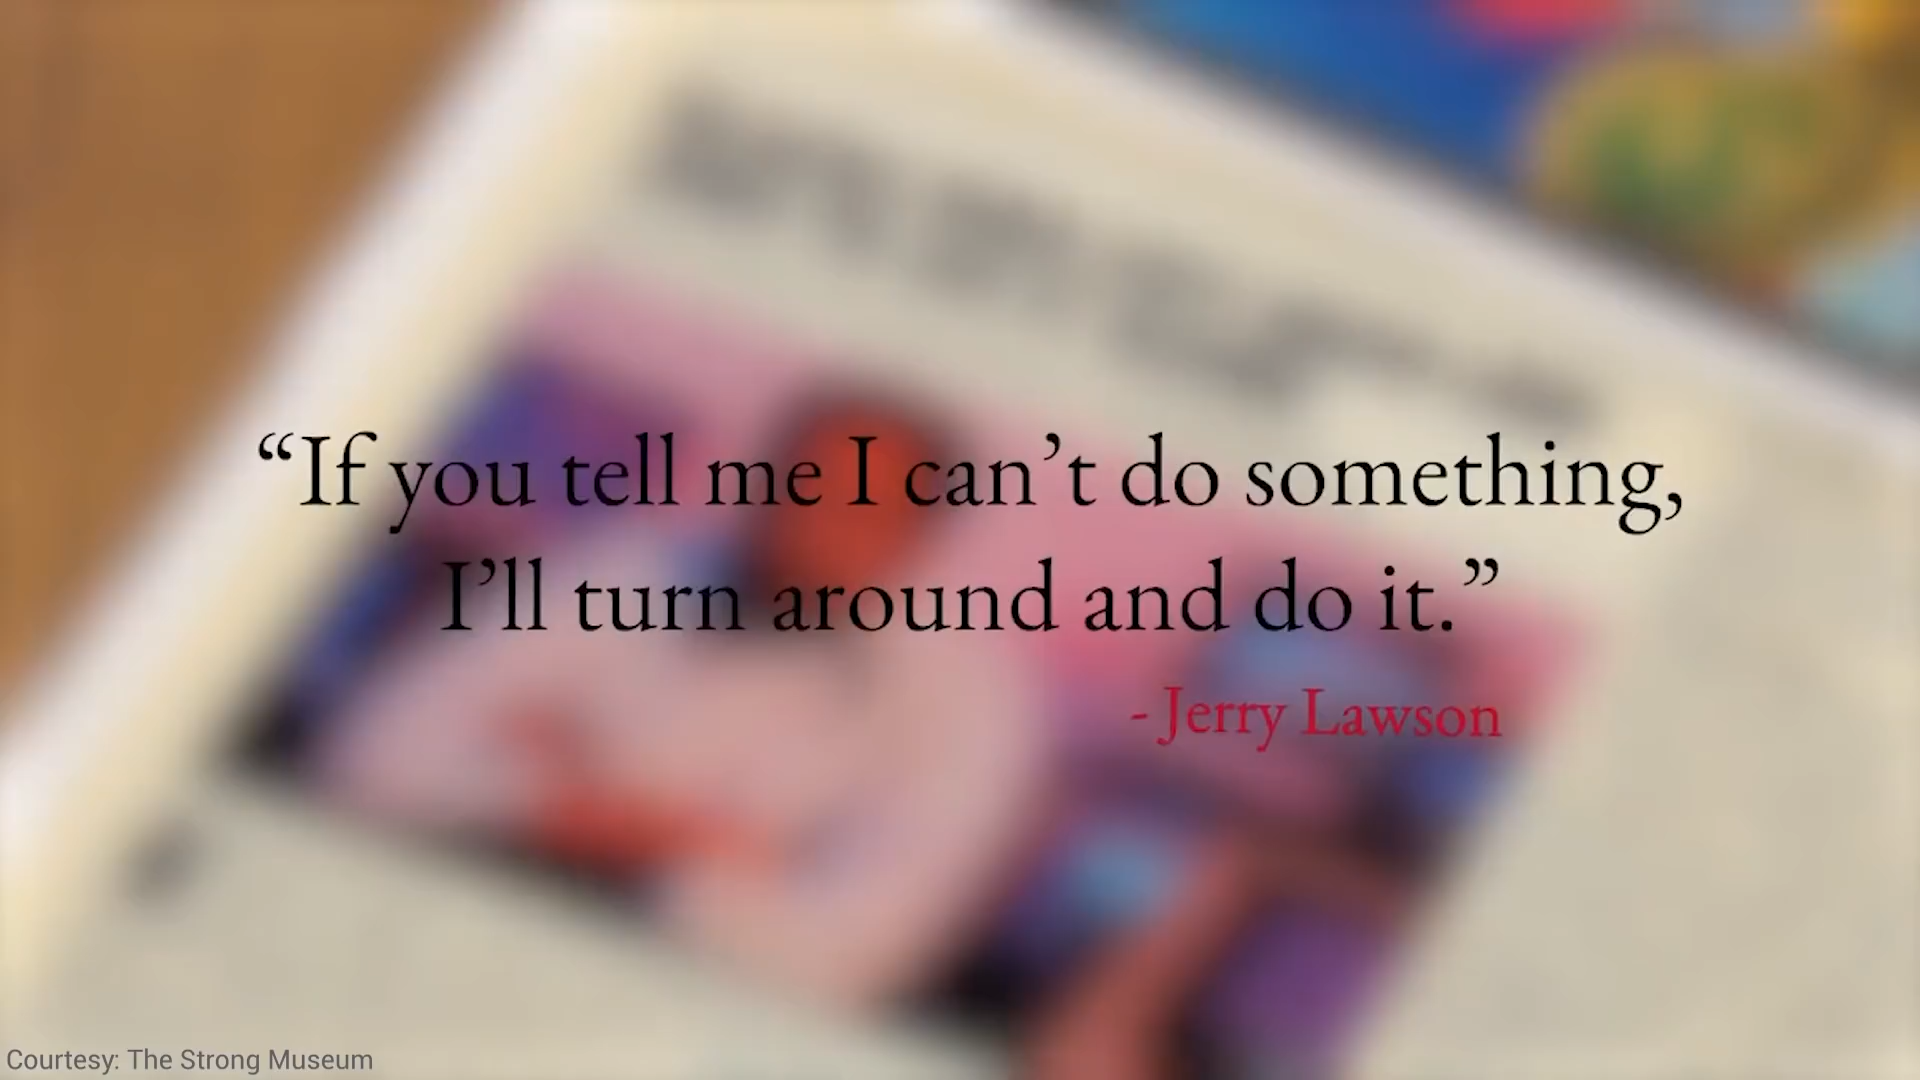 “If you tell me I can’t do something,
I’ll turn around and do it.”
- Jerry Lawson
Courtesy: The Strong Museum